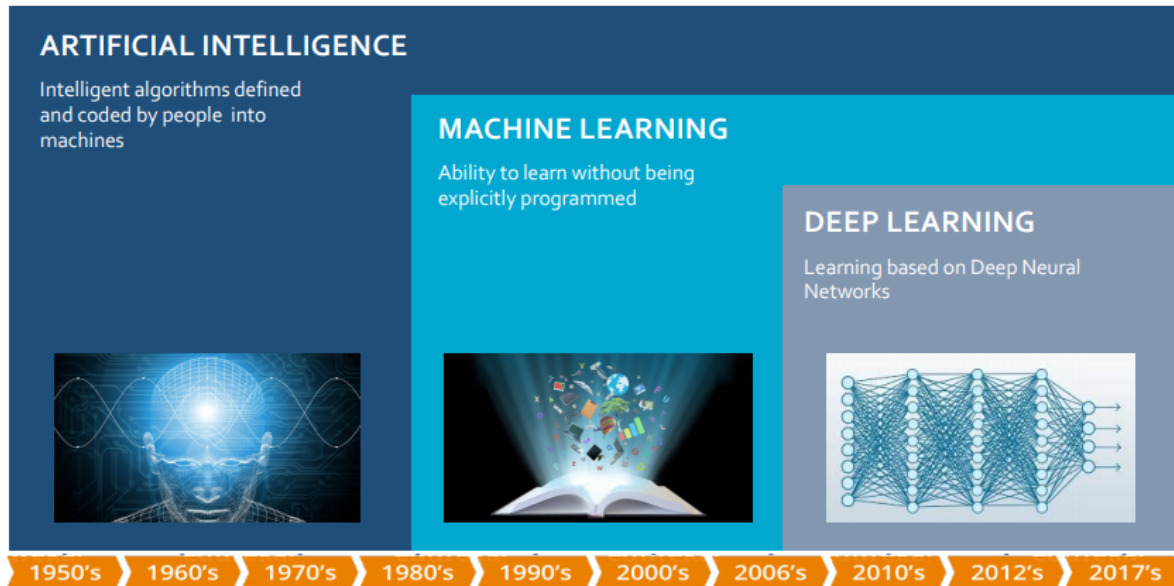 ARTIFICIAL INTELLIGENCE
Intelligent algorithms defined
and coded by people into
machines
MACHINE LEARNING
Ability to learn without being
explicitly programmed
DEEP LEARNING
Learning based on Deep Neural
Networks
1950's 1960's 1970's 1980's 1990's 2000's 2006's 2010's 2012's 2017's